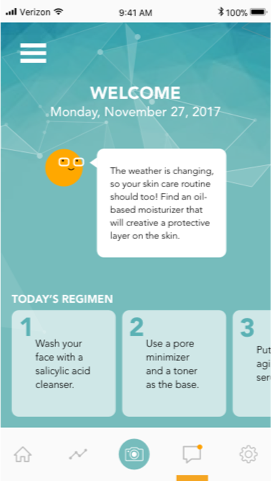 Verizon 9:41 AM 100%
WELCOME
Monday, November 27, 2017
The weather is changing,
so your skin care routine
should too! Find an oil-
based moisturizer that
will creative a protective
layer on the skin.
TODAY'S REGIMEN
1
Wash your
face with a
salicylic acid
cleanser.
2
Use a pore
minimizer
and a toner
as the base.
3
Put
agi
ser